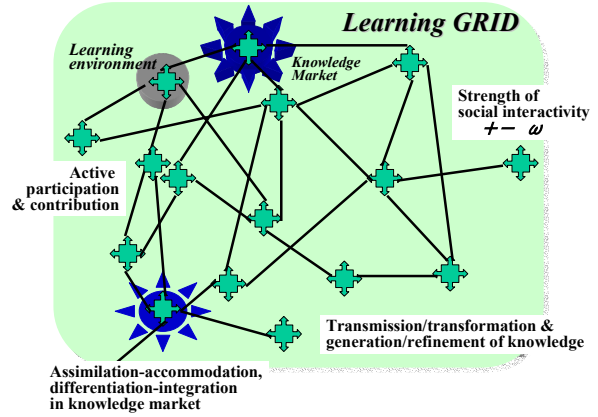 Learning GRID
Learning
environment
Knowledge
Market
Strength of
social interactivity
+− ω
Active
participation
& contribution
Transmission/transformation &
generation/refinement of knowledge
Assimilation-accommodation,
differentiation-integration
in knowledge market